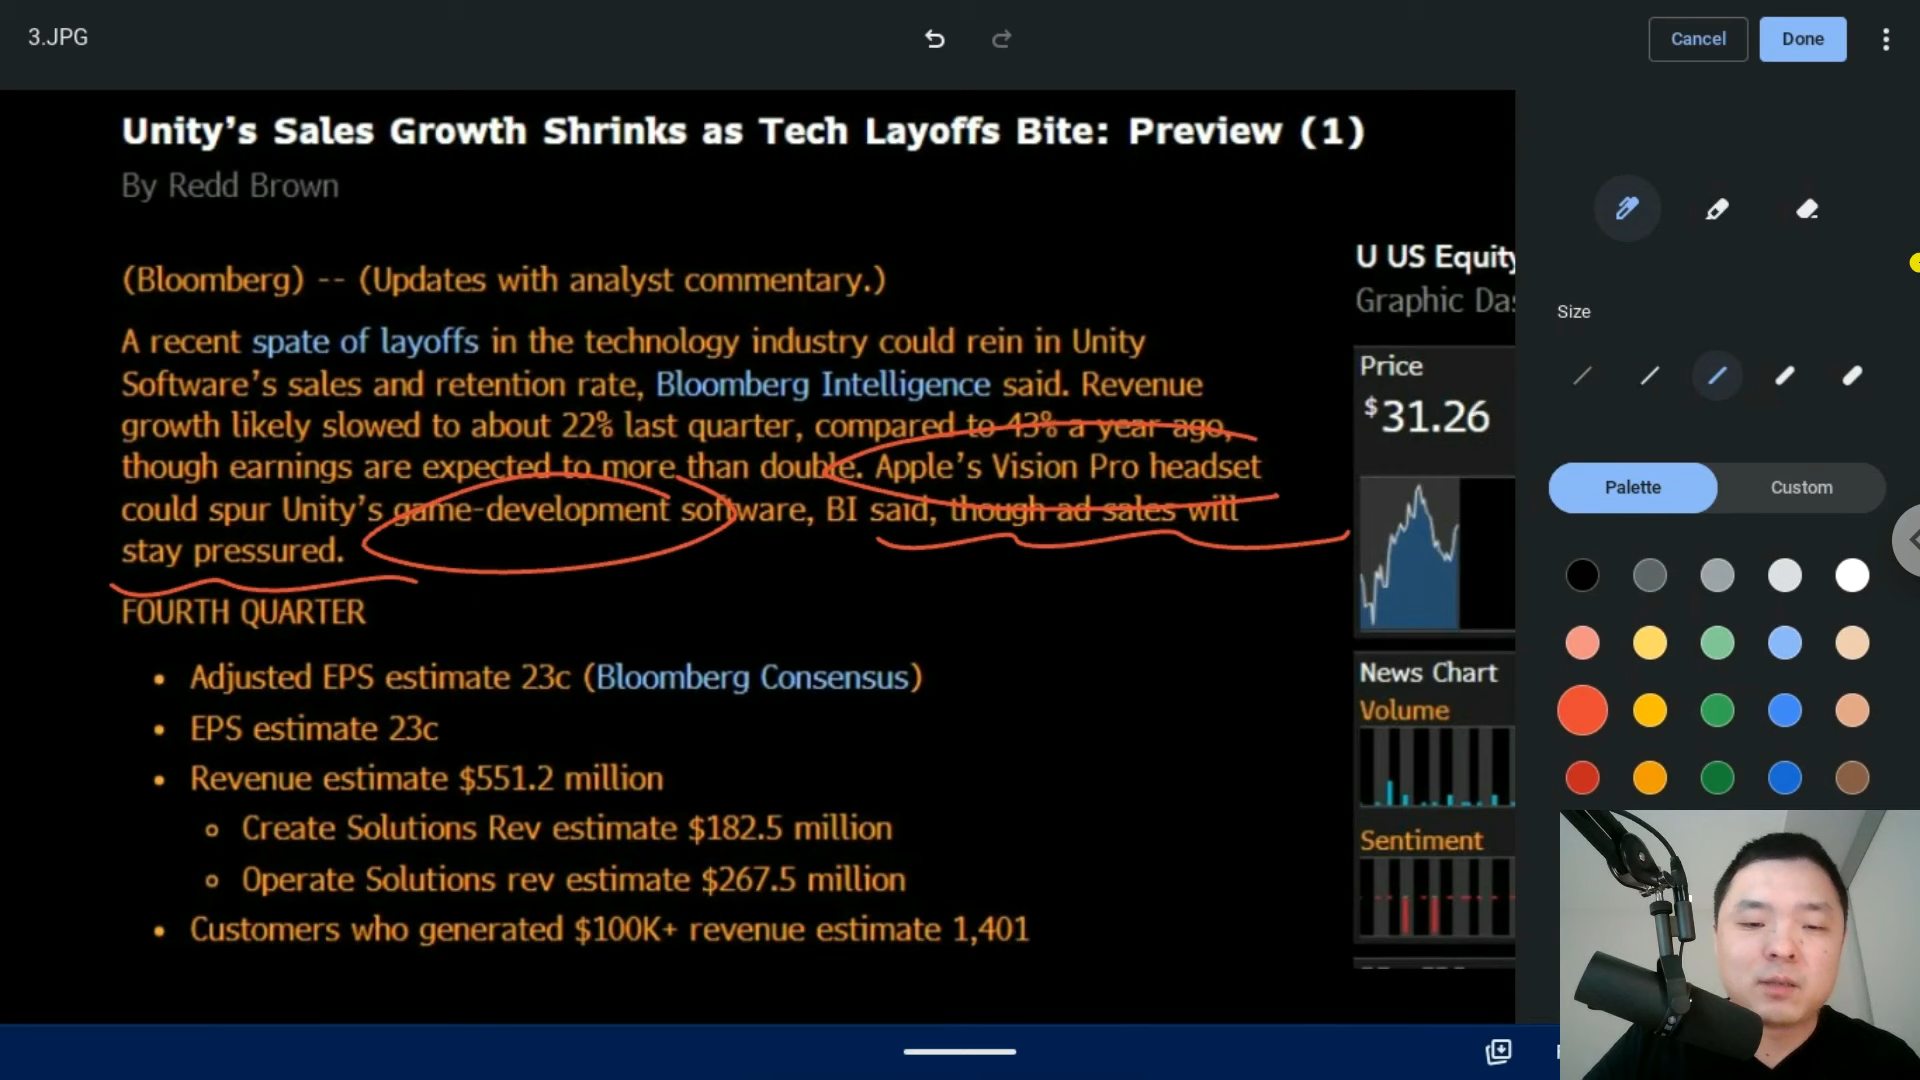 3.JPG
Cancel
Done
Unity's Sales Growth Shrinks as Tech Layoffs Bite: Preview (1)
By Redd Brown
(Bloomberg) -- (Updates with analyst commentary.)
A recent spate of layoffs in the technology industry could rein in Unity
Software's sales and retention rate, Bloomberg Intelligence said. Revenue
growth likely slowed to about 22% last quarter, compared to 43% a year ago,
though earnings are expected to more than double. Apple's Vision Pro headset
could spur Unity's game-development software, BI said, though ad sales will
stay pressured.
FOURTH QUARTER
• Adjusted EPS estimate 23c (Bloomberg Consensus)
• EPS estimate 23c
• Revenue estimate $551.2 million
Create Solutions Rev estimate $182.5 million
Operate Solutions rev estimate $267.5 million
• Customers who generated $100K+ revenue estimate 1,401
U US Equity
Graphic
Price
$31.26
News Chart
Volume
Sentiment
Size
Palette
Custom